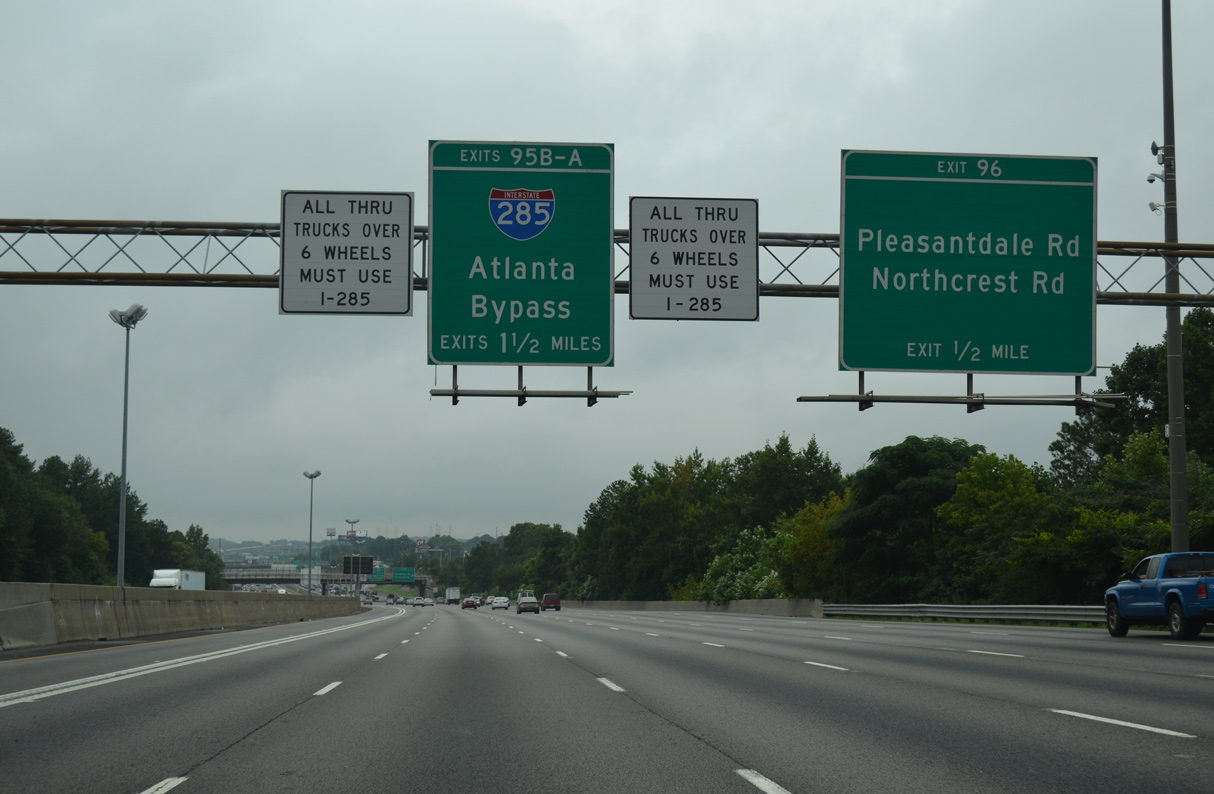 ALL THRU
TRUCKS OVER
6 WHEELS
MUST USE
I-285
EXITS 95B-A
INTERSTATE
285
Atlanta
Bypass
EXITS 1 1/2 MILES
ALL THRU
TRUCKS OVER
6 WHEELS
MUST USE
I-285
EXIT 96
Pleasantdale Rd
Northcrest Rd
EXIT 1/2 MILE